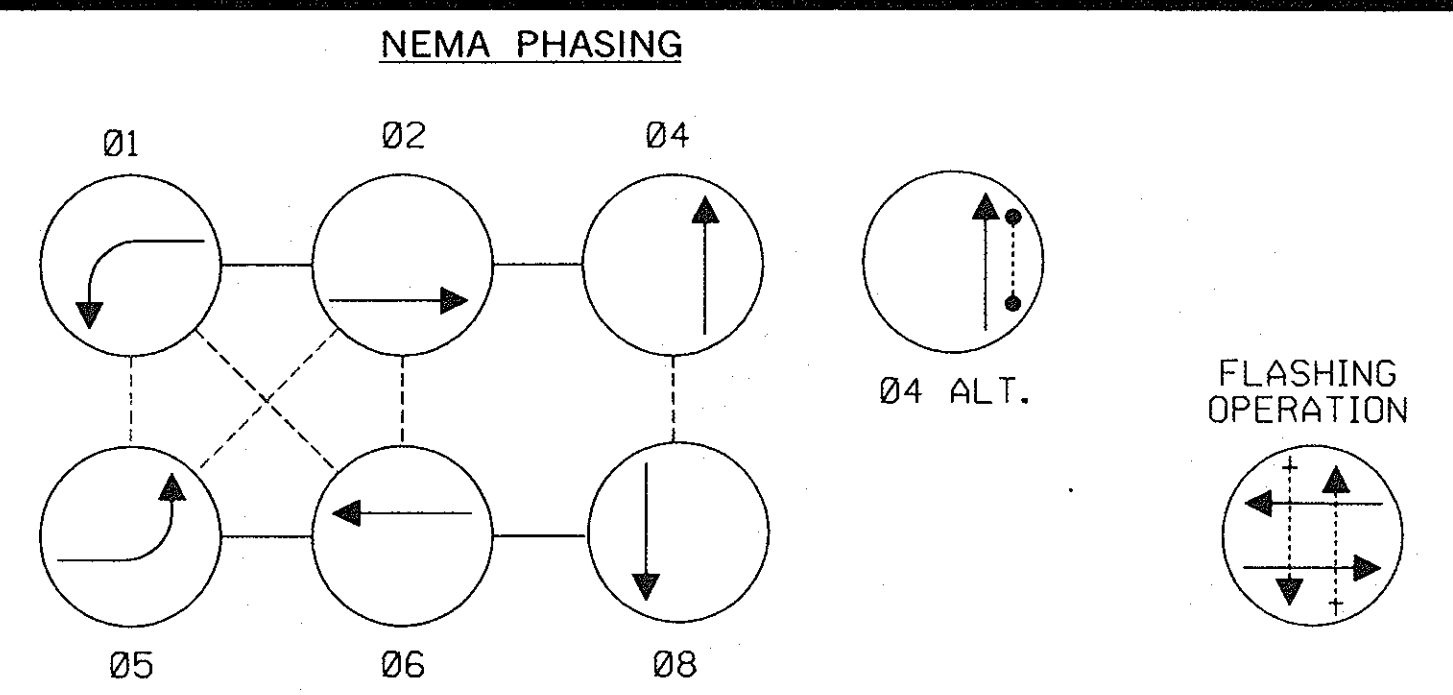 NEMA PHASING
Ø1
Ø2
Ø4
Ø4 ALT.
FLASHING
OPERATION
Ø5
Ø6
Ø8